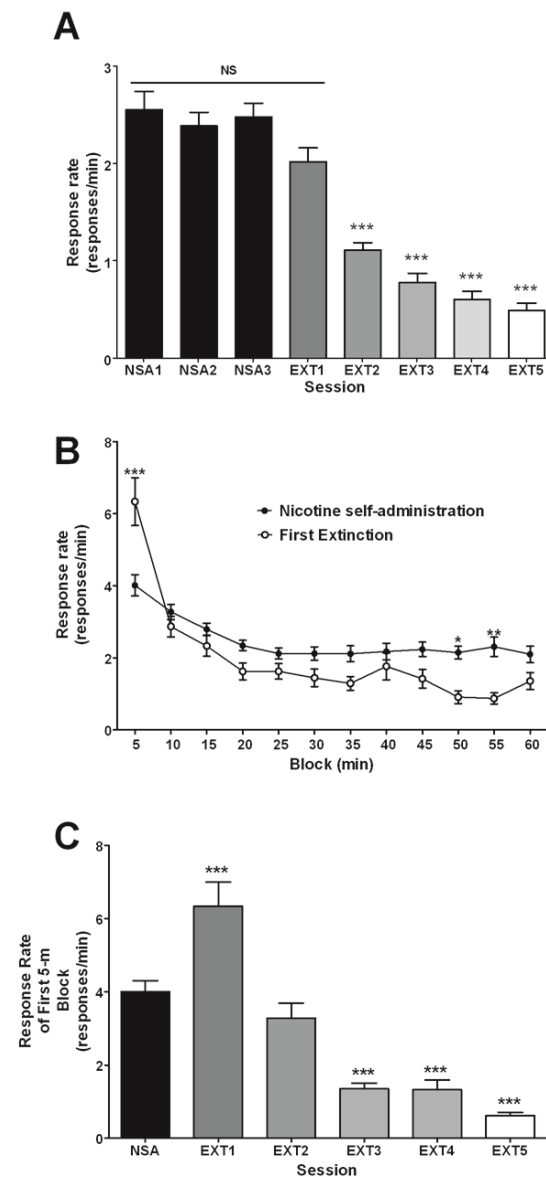 A
NS
3
2
1
0
Response rate
(responses/min)
***
***
***
***
NSA1 NSA2 NSA3 EXT1 EXT2 EXT3 EXT4 EXT5
Session
B
8
6
4
2
0
Response rate
(responses/min)
***
Nicotine self-administration
First Extinction
*
**
5 10 15 20 25 30 35 40 45 50 55 60
Block (min)
C
8
6
4
2
0
Response Rate
of First 5-m
Block
(responses/min)
***
***
***
***
NSA EXT1 EXT2 EXT3 EXT4 EXT5
Session